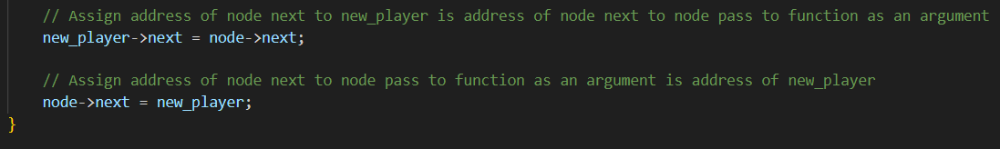 // Assign address of node next to new_player is address of node next to node pass to function as an argument
new_player->next = node->next;
// Assign address of node next to node pass to function as an argument is address of new_player
node->next = new_player;
}